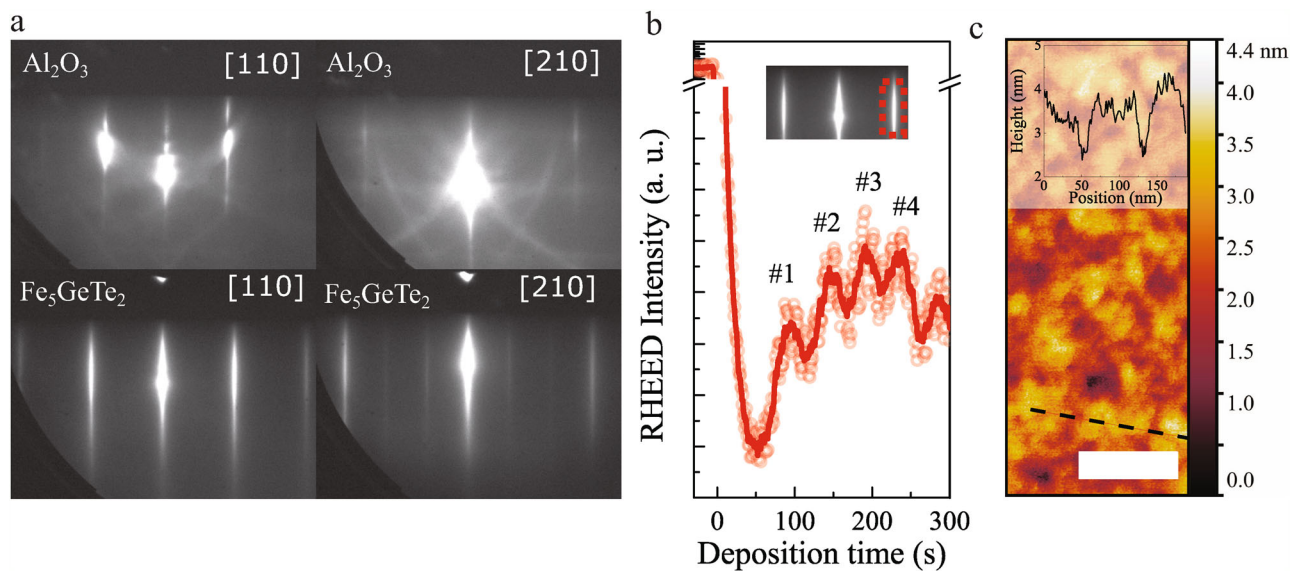 a
Al₂O₃ [110]
Al₂O₃ [210]
Fe₅GeTe₂ [110]
Fe₅GeTe₂ [210]
b
RHEED Intensity (a. u.)
#1
#2
#3
#4
0 100 200 300
Deposition time (s)
c
5
4
3
2
Height (nm)
0 50 100 150
Position (nm)
4.4 nm
4.0
3.5
3.0
2.5
2.0
1.5
1.0
0.0